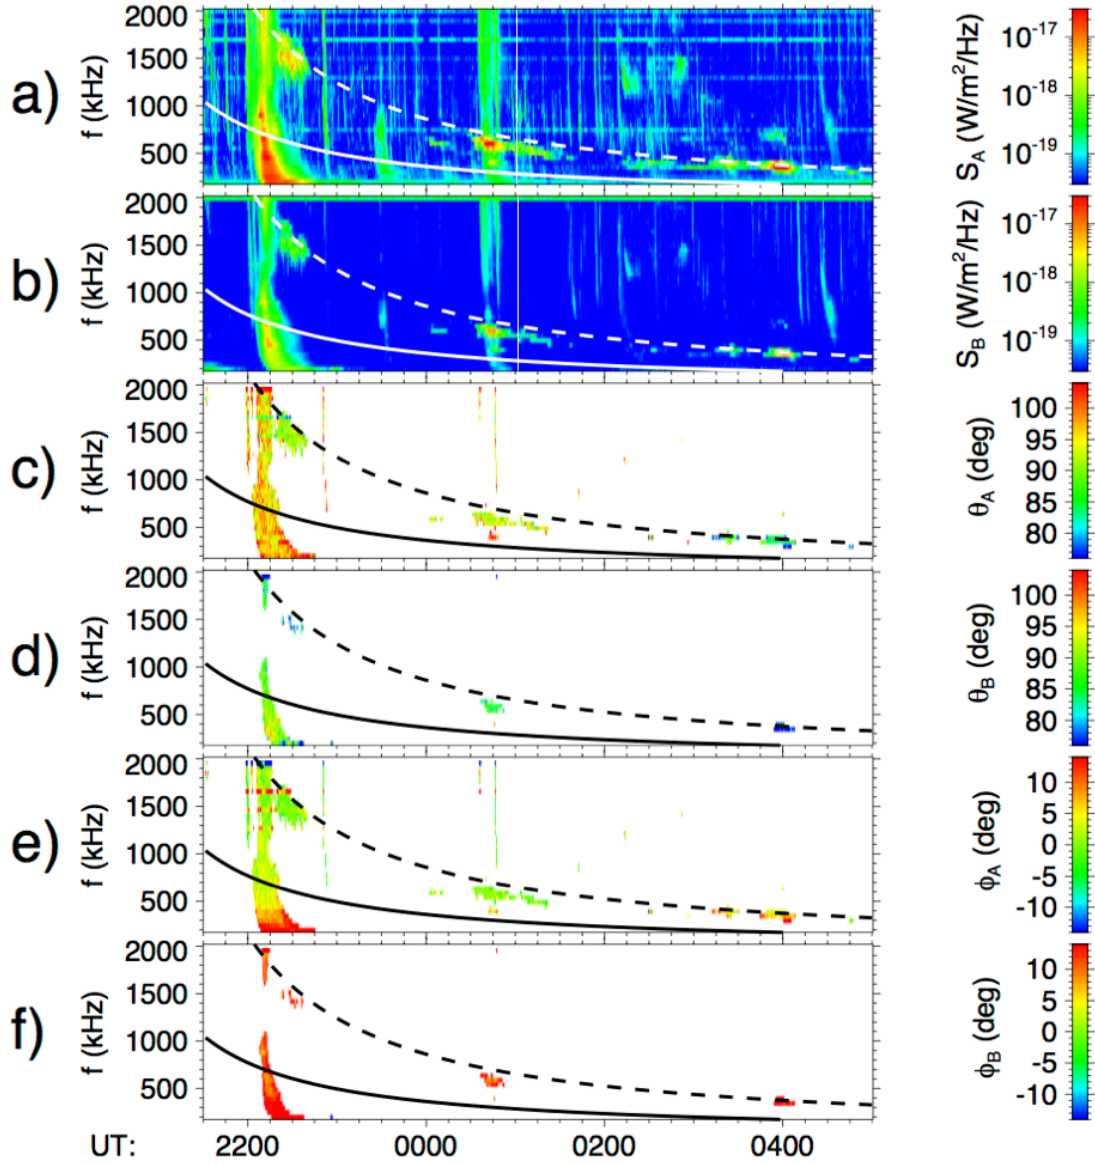 a)
f (kHz)
2000
1500
1000
500
S_A (W/m²/Hz)
10⁻¹⁷
10⁻¹⁸
10⁻¹⁹
b)
f (kHz)
2000
1500
1000
500
S_B (W/m²/Hz)
10⁻¹⁷
10⁻¹⁸
10⁻¹⁹
c)
f (kHz)
2000
1500
1000
500
θ_A (deg)
100
95
90
85
80
d)
f (kHz)
2000
1500
1000
500
θ_B (deg)
100
95
90
85
80
e)
f (kHz)
2000
1500
1000
500
ϕ_A (deg)
10
5
0
-5
-10
f)
f (kHz)
2000
1500
1000
500
ϕ_B (deg)
10
5
0
-5
-10
UT: 2200 0000 0200 0400